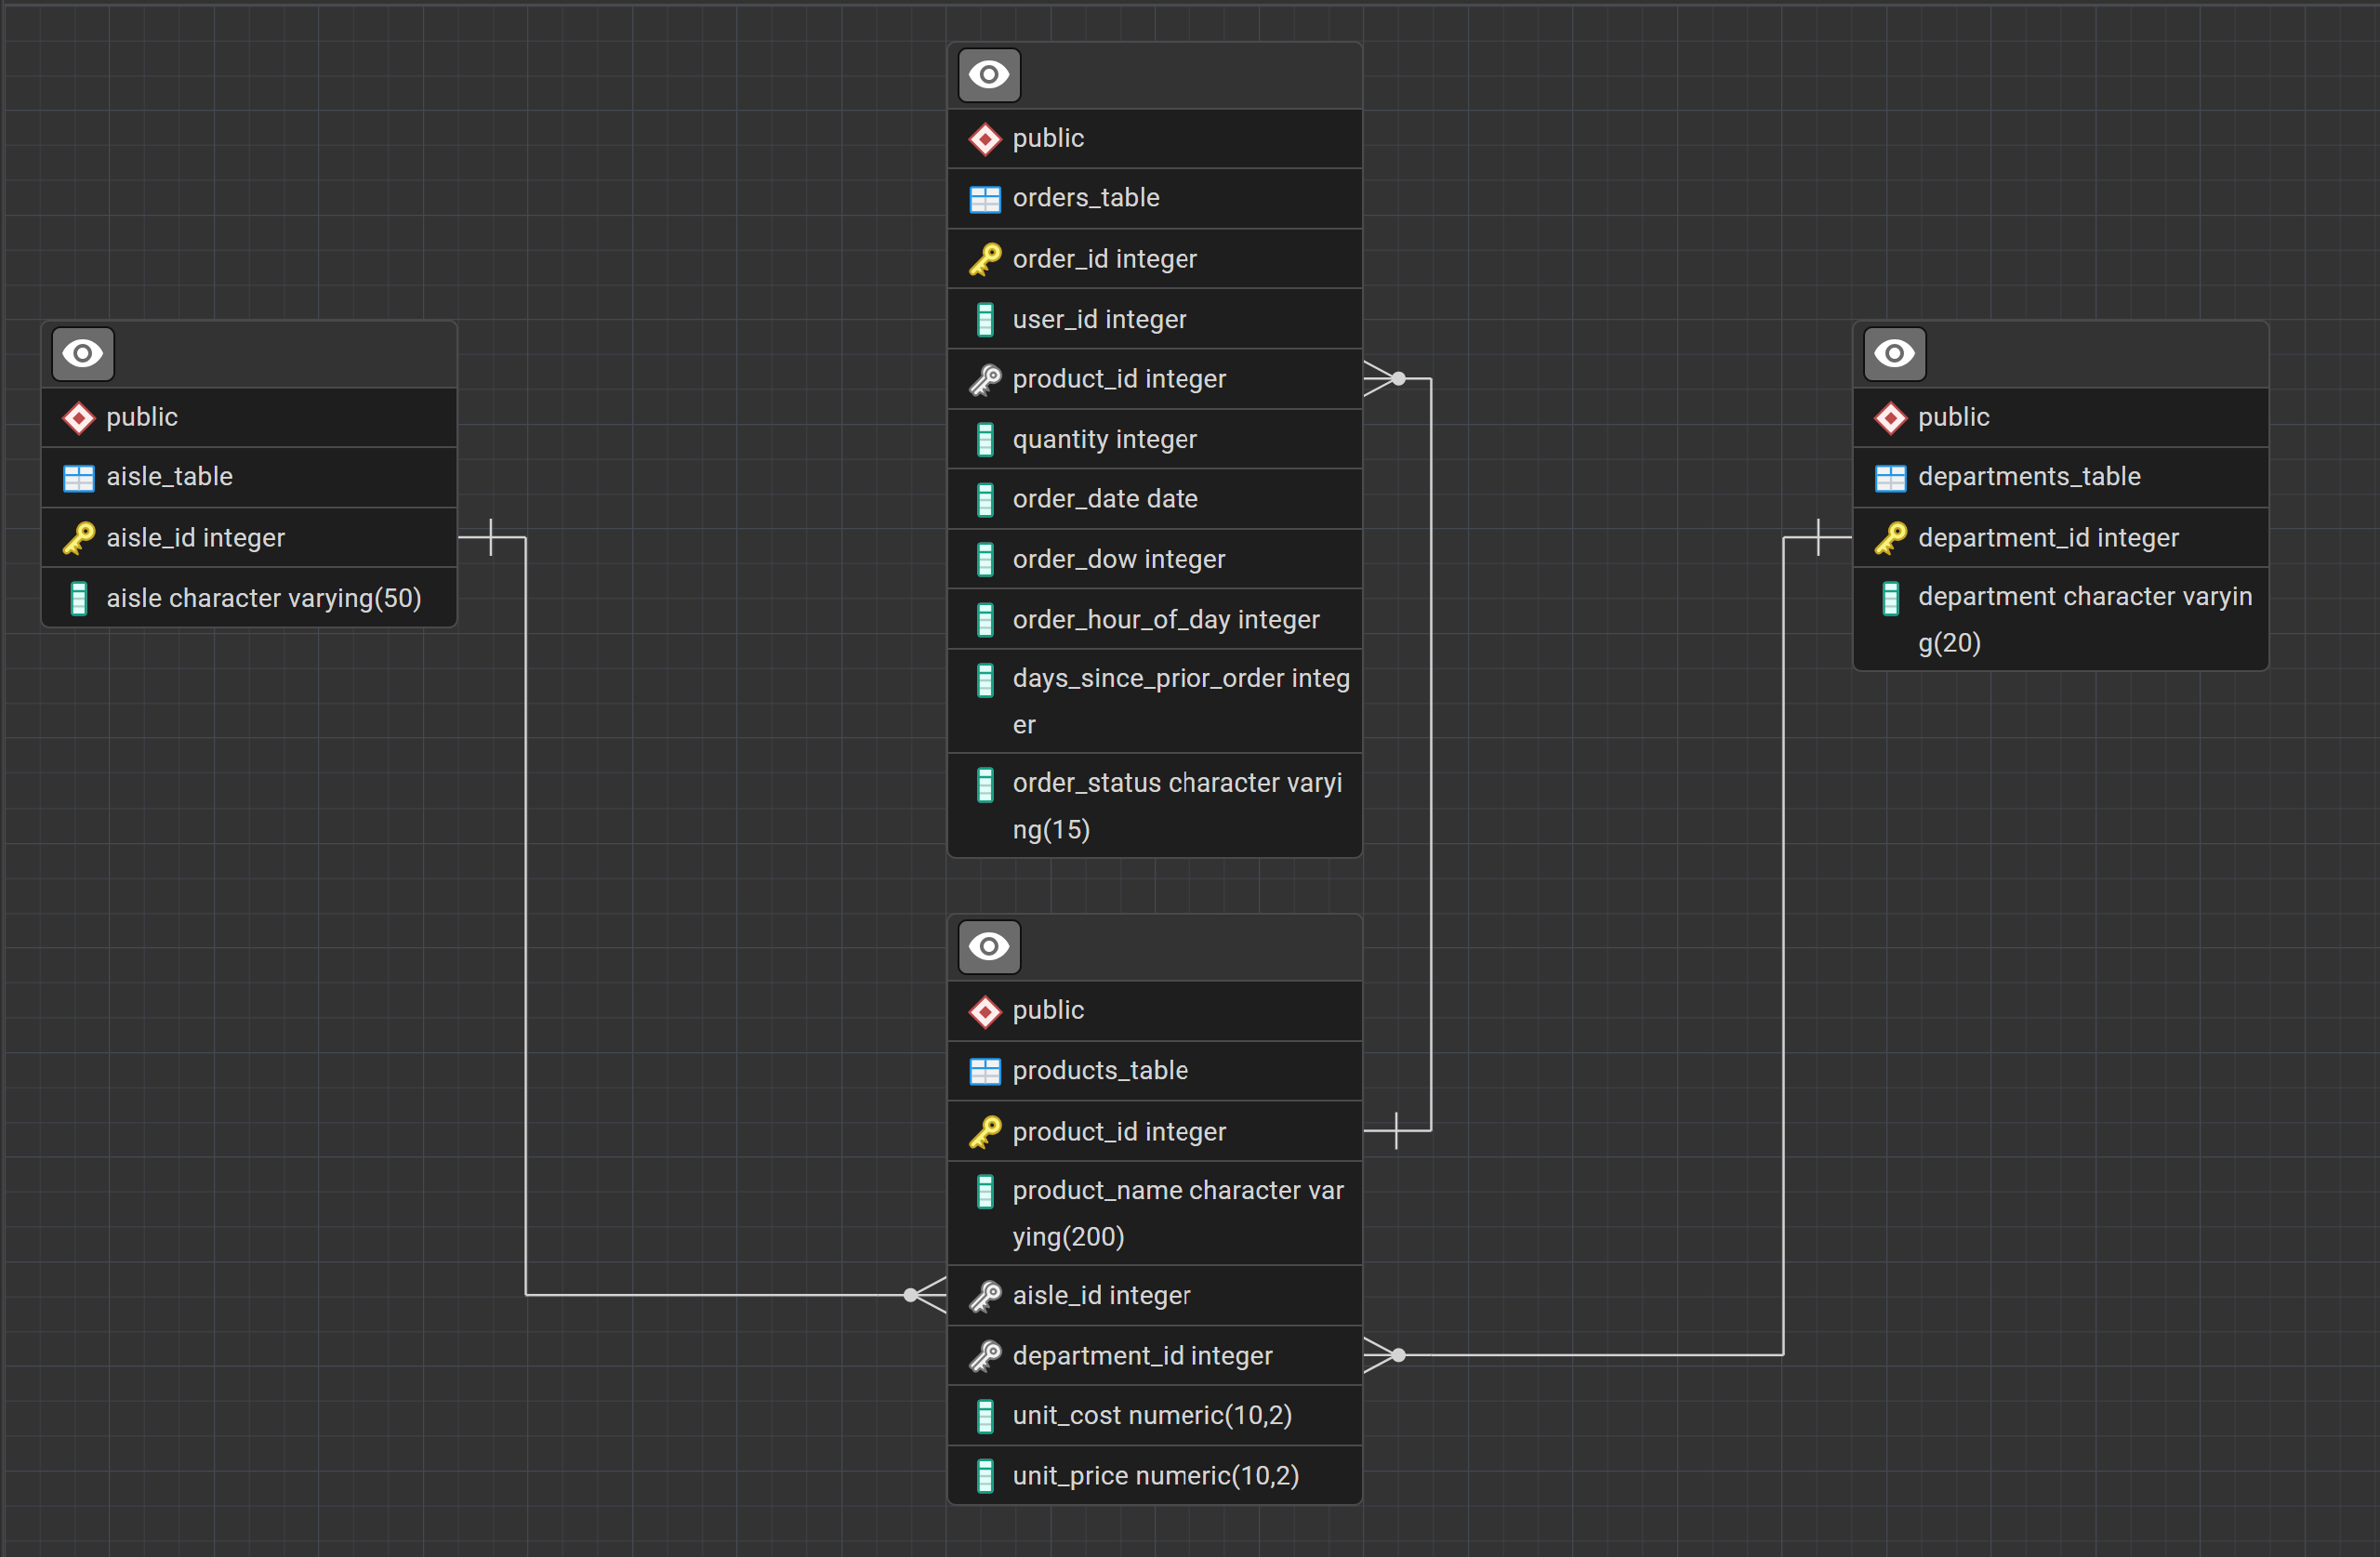 public
aisle_table
aisle_id integer
aisle character varying(50)
public
orders_table
order_id integer
user_id integer
product_id integer
quantity integer
order_date date
order_dow integer
order_hour_of_day integer
days_since_prior_order integ
er
order_status character varyi
ng(15)
public
products_table
product_id integer
product_name character var
ying(200)
aisle_id integer
department_id integer
unit_cost numeric(10,2)
unit_price numeric(10,2)
public
departments_table
department_id integer
department character varyin
g(20)